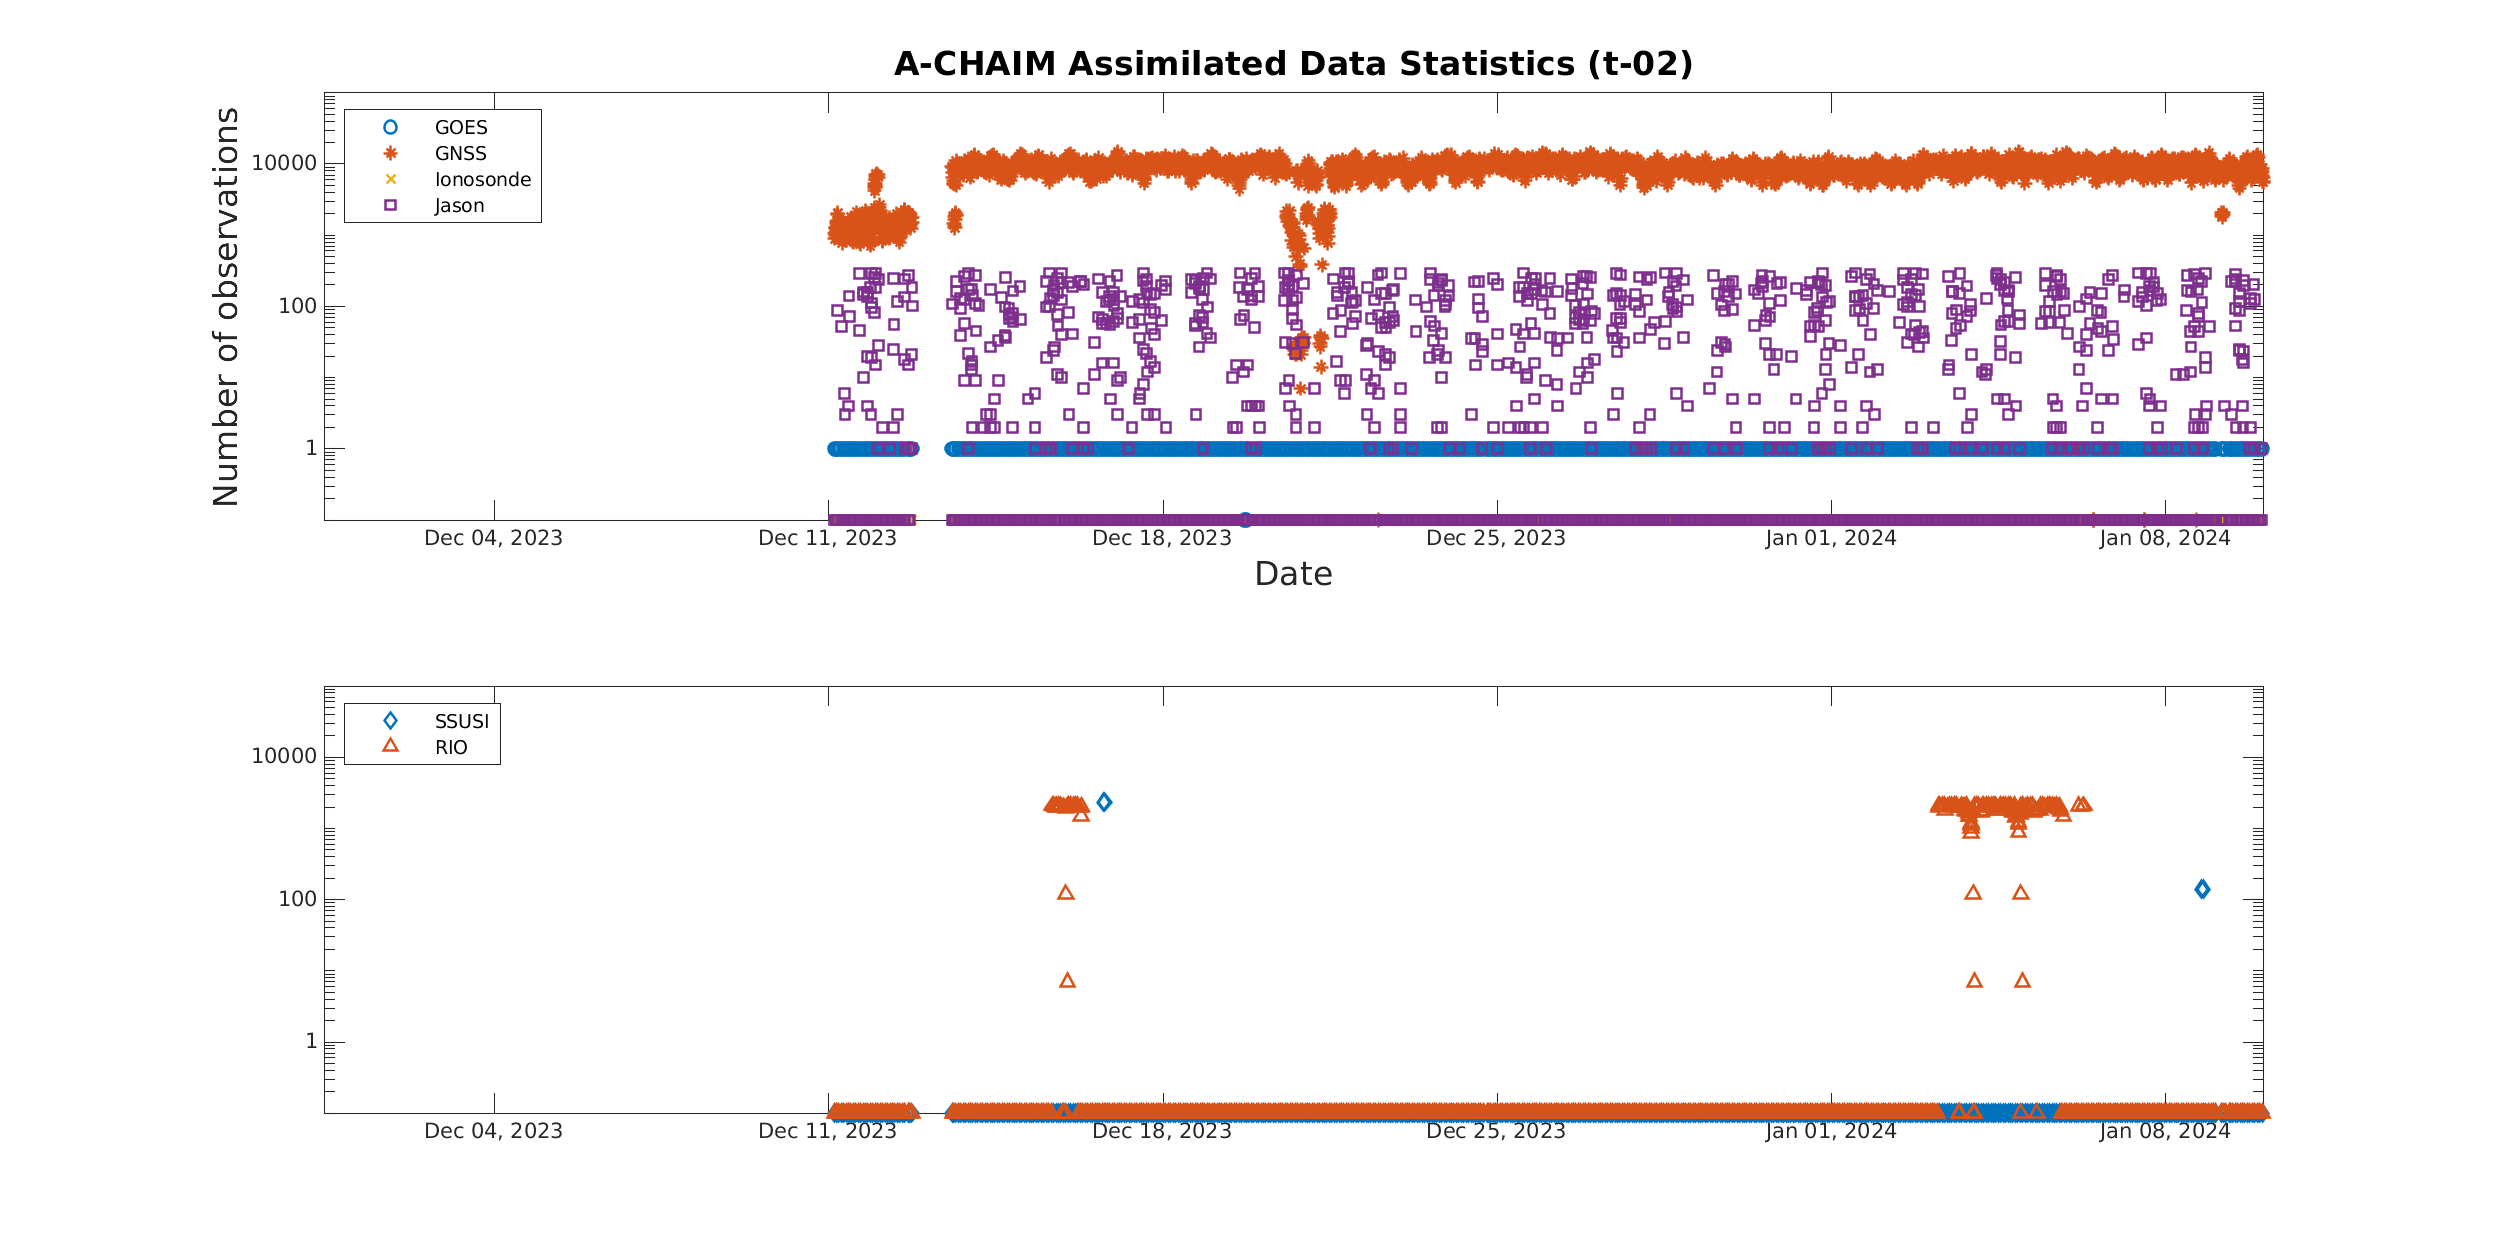 A-CHAIM Assimilated Data Statistics (t-02)
Number of observations
10000
100
1
GOES
GNSS
Ionosonde
Jason
Dec 04, 2023
Dec 11, 2023
Dec 18, 2023
Dec 25, 2023
Jan 01, 2024
Jan 08, 2024
Date
10000
100
1
SSUSI
RIO
Dec 04, 2023
Dec 11, 2023
Dec 18, 2023
Dec 25, 2023
Jan 01, 2024
Jan 08, 2024